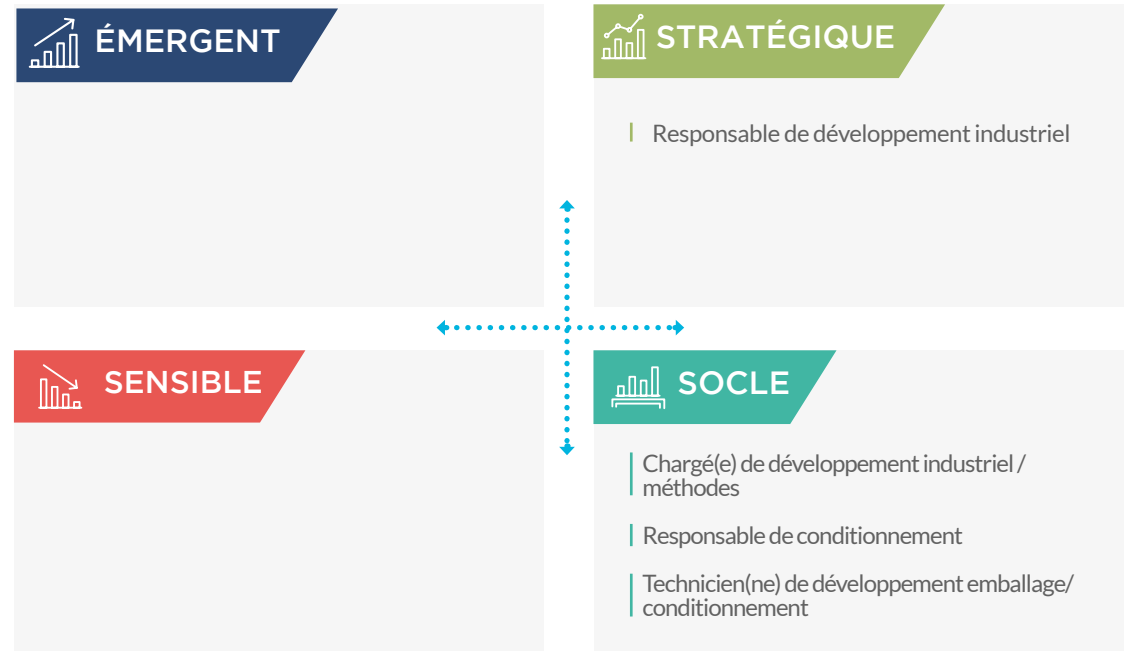 ÉMERGENT
STRATÉGIQUE
Responsable de développement industriel
SENSIBLE
SOCLE
Chargé(e) de développement industriel /
méthodes
Responsable de conditionnement
Technicien(ne) de développement emballage/
conditionnement